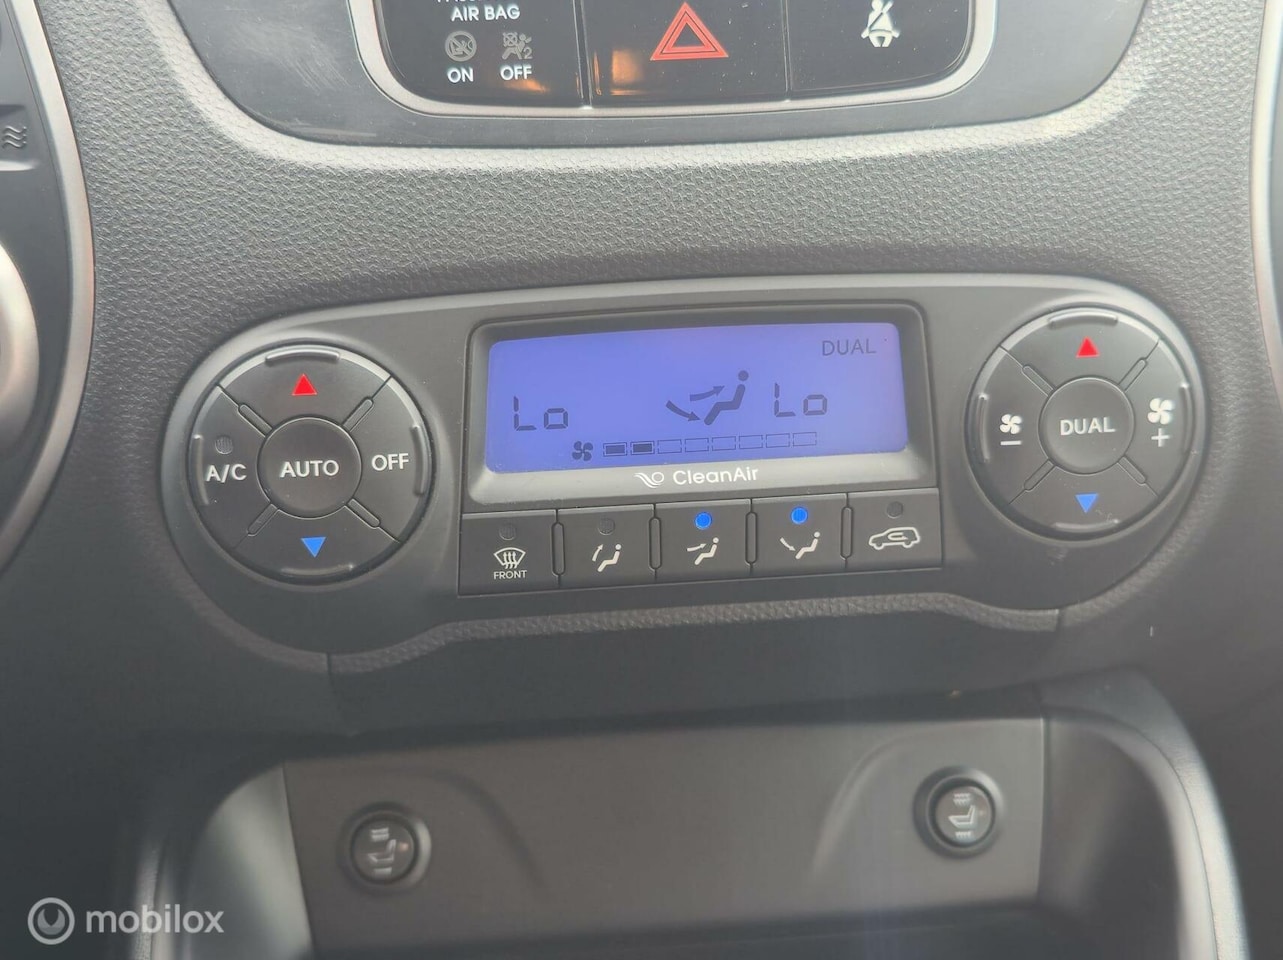 AIR BAG
ON OFF
DUAL
Lo Lo
CleanAir
A/C AUTO OFF
DUAL
FRONT
mobilox